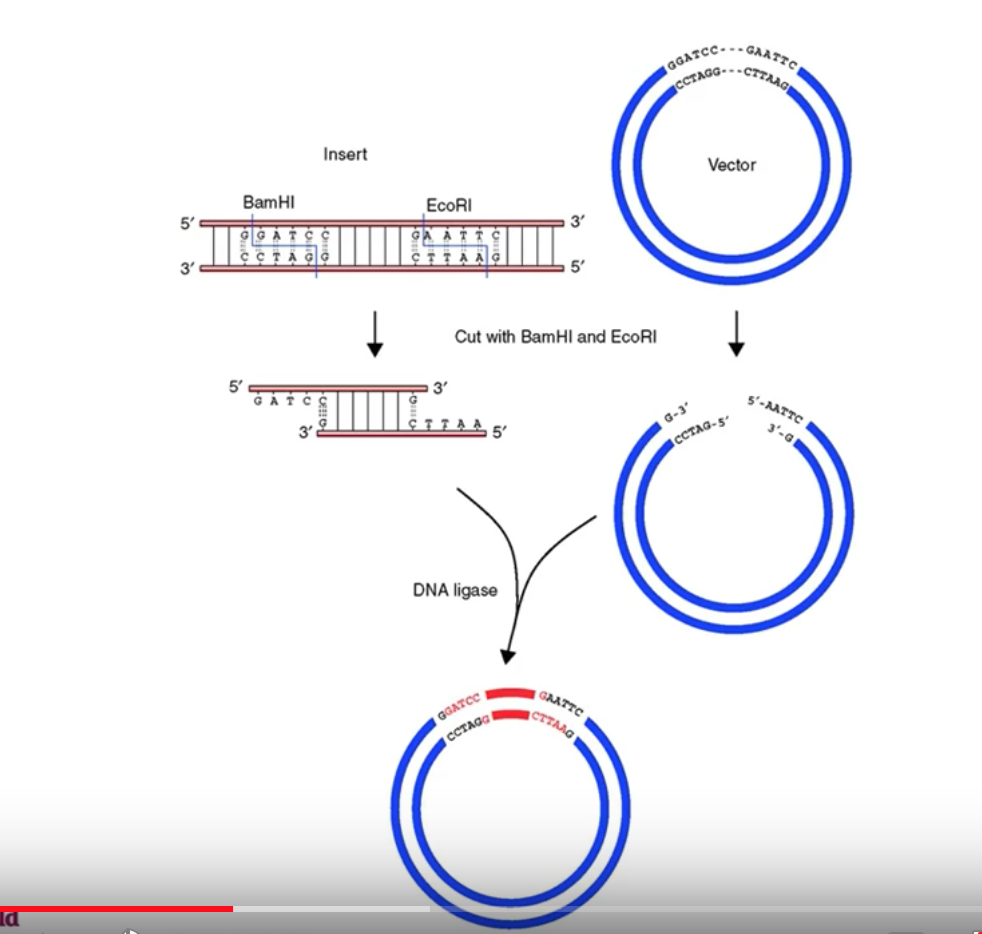 GGATCC---GAATTC
CCTAGG---CTTAAG
Vector
Insert
BamHI EcoRI
5′ 3′
G G A T C C G A A T T C
C C T A G G C T T A A G
3′ 5′
Cut with BamHI and EcoRI
5′ 3′
G A T C C G
G C T T A A
3′ 5′
G-3′ 5′-AATTC
CCTAG-5′ 3′-G
DNA ligase
GGATCC GAATTC
CCTAGG CTTAAG
ld